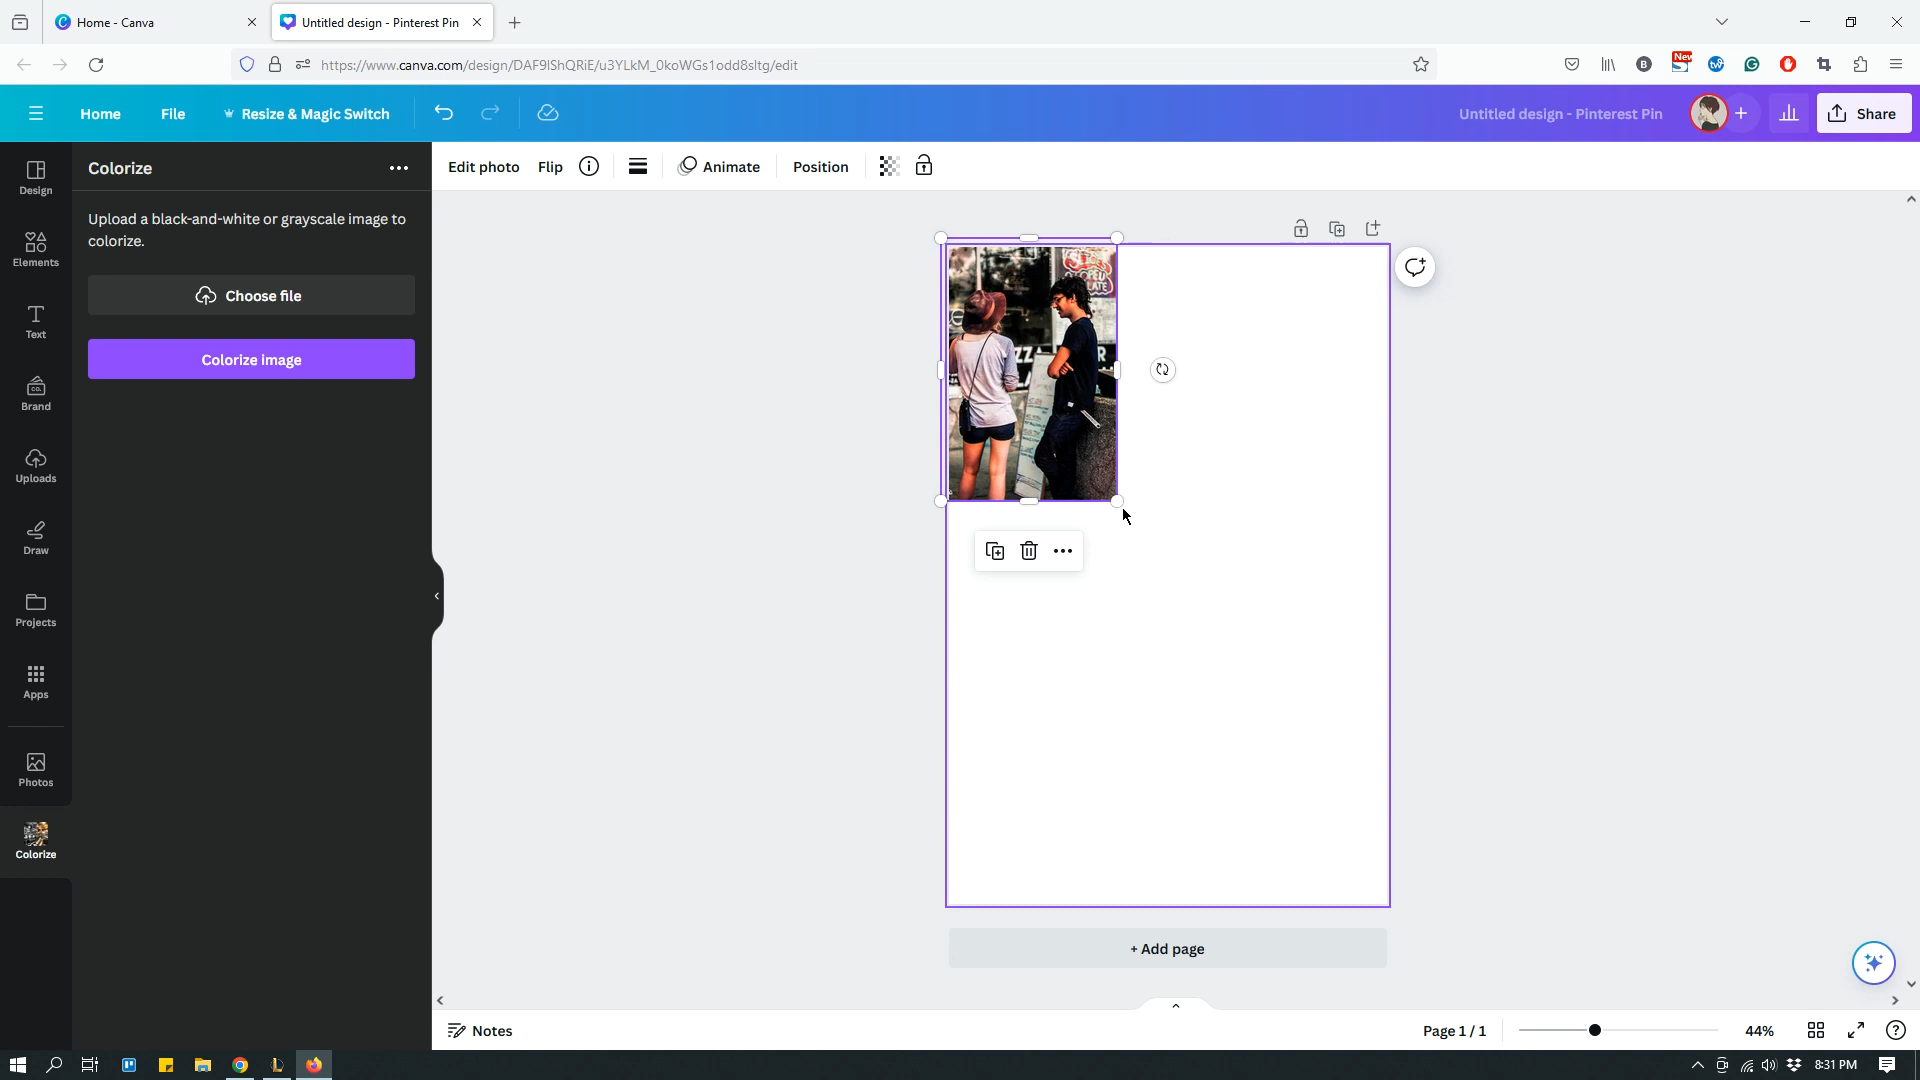 Home - Canva
Untitled design - Pinterest Pin
https://www.canva.com/design/DAF9IShQRiE/u3YLkM_0koWGs1odd8sltg/edit
New
Home
File
Resize & Magic Switch
Untitled design - Pinterest Pin
Share
Design
Elements
Text
Brand
Uploads
Draw
Projects
Apps
Photos
Colorize
Colorize
Upload a black-and-white or grayscale image to
colorize.
Choose file
Colorize image
Edit photo
Flip
Animate
Position
+ Add page
Notes
Page 1 / 1
44%
8:31 PM